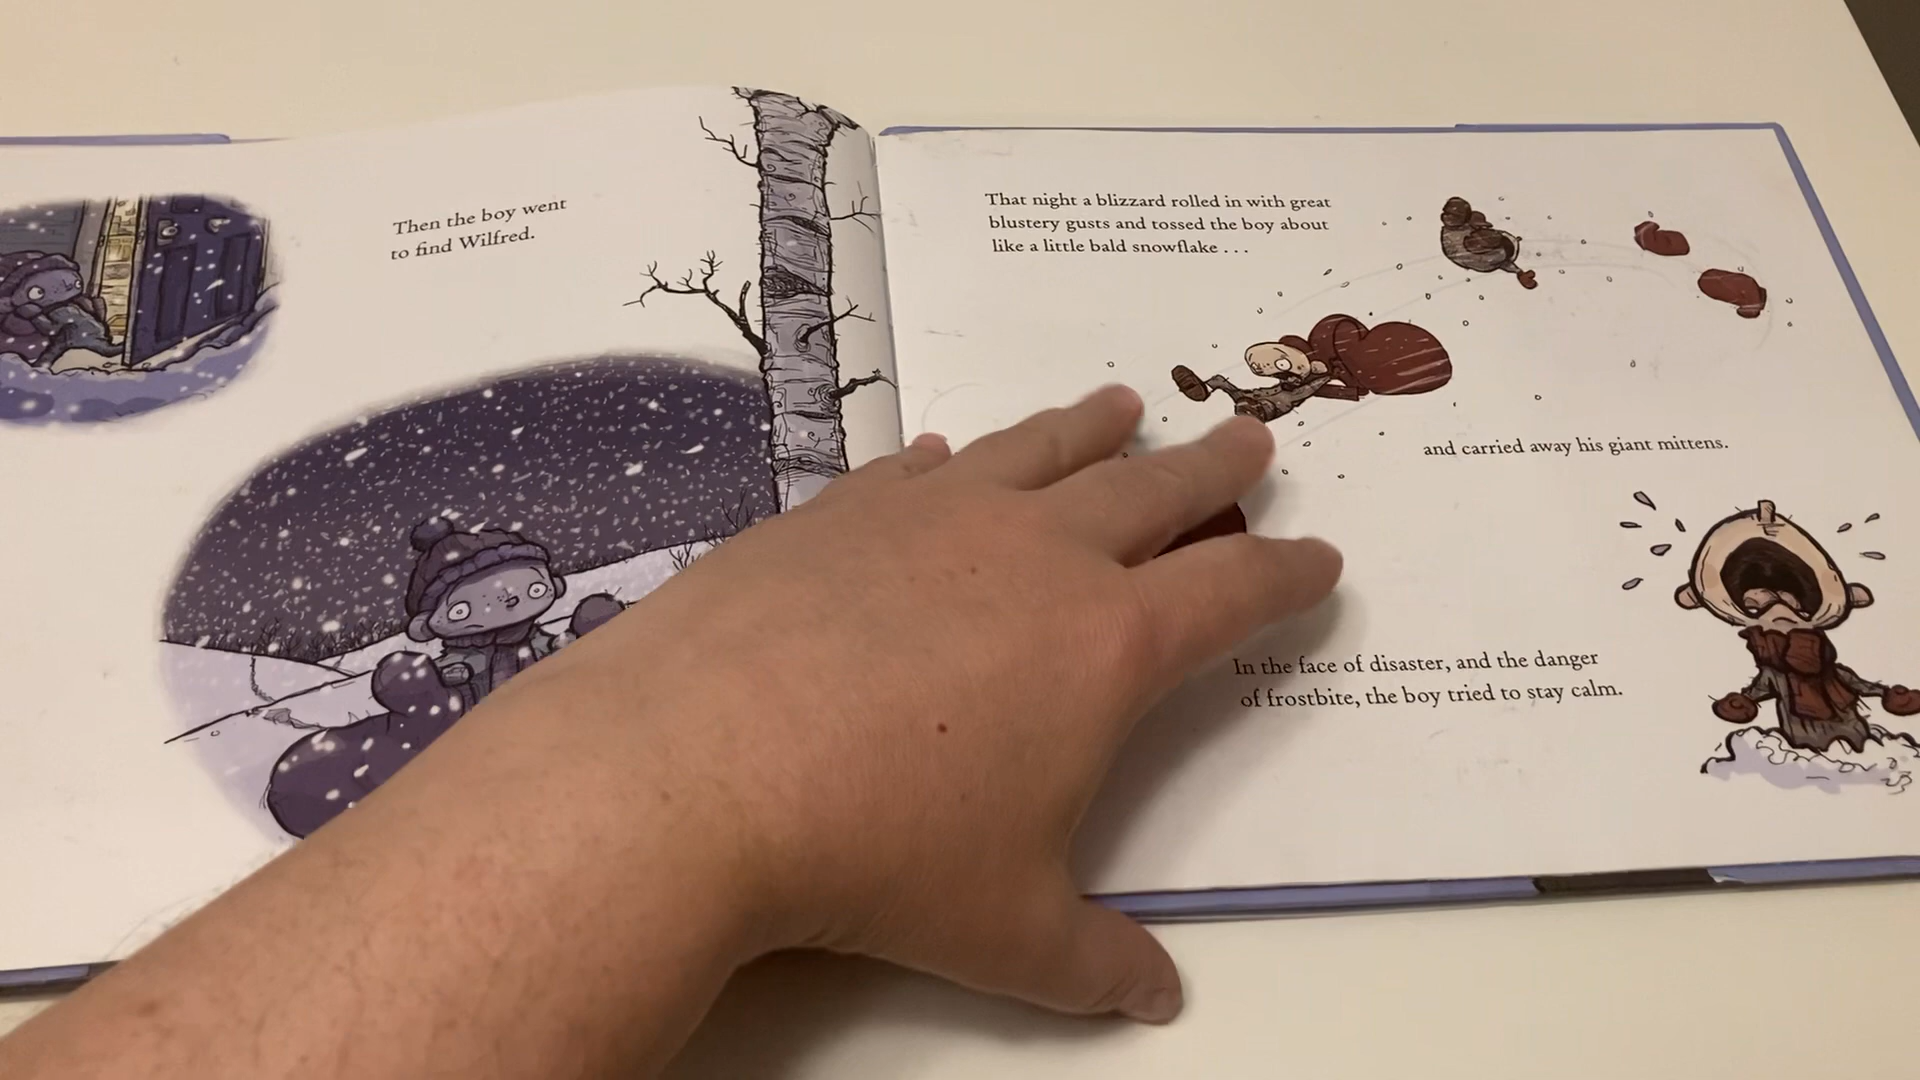 Then the boy went
to find Wilfred.
That night a blizzard rolled in with great
blustery gusts and tossed the boy about
like a little bald snowflake . . .
and carried away his giant mittens.
In the face of disaster, and the danger
of frostbite, the boy tried to stay calm.